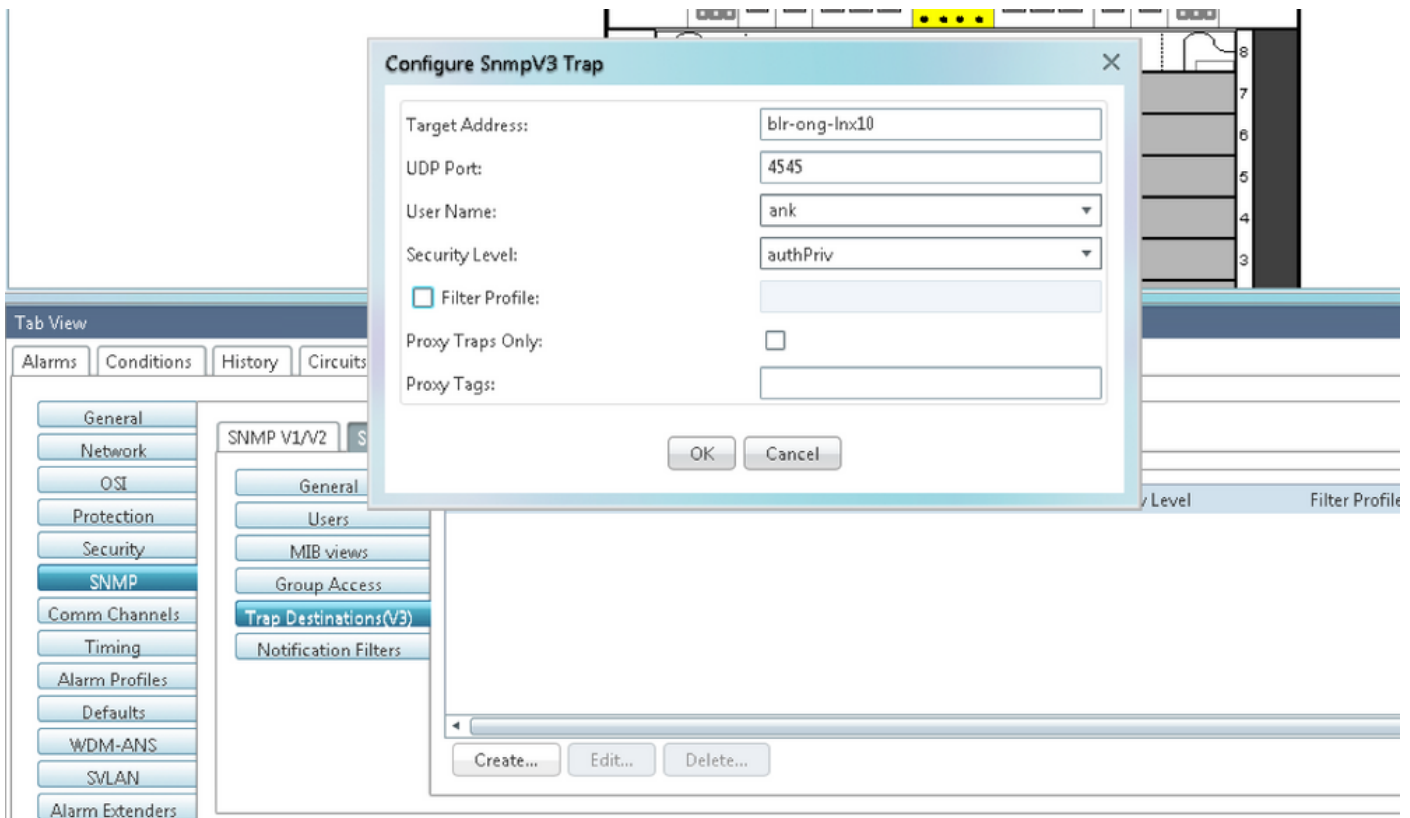 8
Configure SnmpV3 Trap
7
Target Address: blr-ong-lnx10
6
UDP Port: 4545
5
User Name: ank
4
Security Level: authPriv
3
Filter Profile:
Tab View
Proxy Traps Only:
Alarms Conditions History Circuits
Proxy Tags:
General
SNMP V1/V2 S
Network
OK Cancel
OSI
General
Level Filter Profile
Protection
Users
Security
MIB views
SNMP
Group Access
Comm Channels
Trap Destinations(V3)
Timing
Notification Filters
Alarm Profiles
Defaults
WDM-ANS
Create... Edit... Delete...
SVLAN
Alarm Extenders